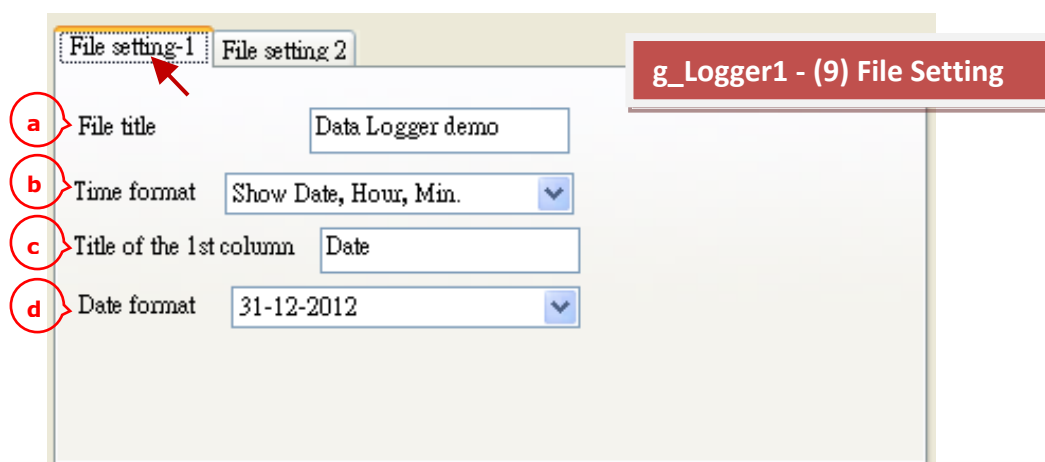 File setting-1 File setting 2
g_Logger1 - (9) File Setting
a File title Data Logger demo
b Time format Show Date, Hour, Min.
c Title of the 1st column Date
d Date format 31-12-2012